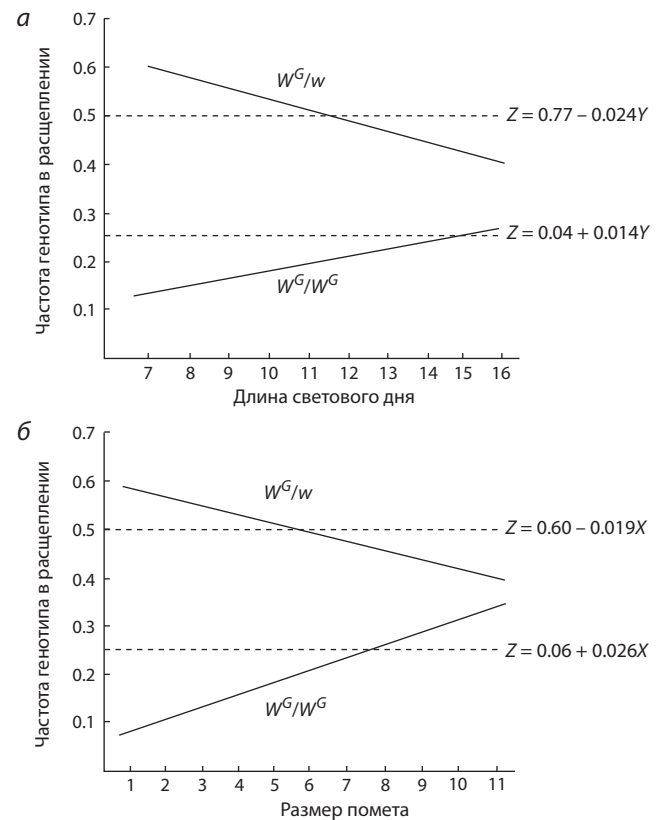 а
Частота генотипа в расщеплении
0.7
0.6
0.5
0.4
0.3
0.2
0.1
W^G/w
Z = 0.77 – 0.024Y
Z = 0.04 + 0.014Y
W^G/W^G
7 8 9 10 11 12 13 14 15 16
Длина светового дня
б
Частота генотипа в расщеплении
0.7
0.6
0.5
0.4
0.3
0.2
0.1
W^G/w
Z = 0.60 – 0.019X
Z = 0.06 + 0.026X
W^G/W^G
1 2 3 4 5 6 7 8 9 10 11
Размер помета